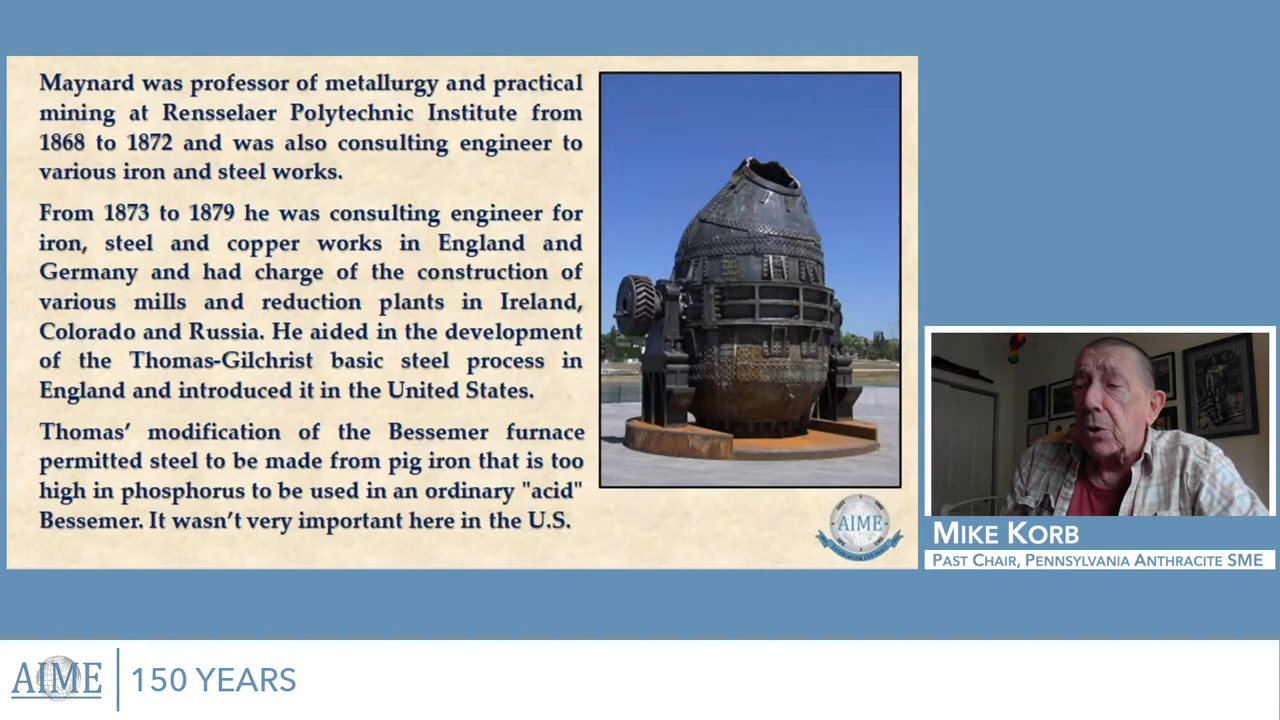 Maynard was professor of metallurgy and practical
mining at Rensselaer Polytechnic Institute from
1868 to 1872 and was also consulting engineer to
various iron and steel works.
From 1873 to 1879 he was consulting engineer for
iron, steel and copper works in England and
Germany and had charge of the construction of
various mills and reduction plants in Ireland,
Colorado and Russia. He aided in the development
of the Thomas-Gilchrist basic steel process in
England and introduced it in the United States.
Thomas’ modification of the Bessemer furnace
permitted steel to be made from pig iron that is too
high in phosphorus to be used in an ordinary "acid"
Bessemer. It wasn’t very important here in the U.S.
AIME
MIKE KORB
PAST CHAIR, PENNSYLVANIA ANTHRACITE SME
AIME
150 YEARS